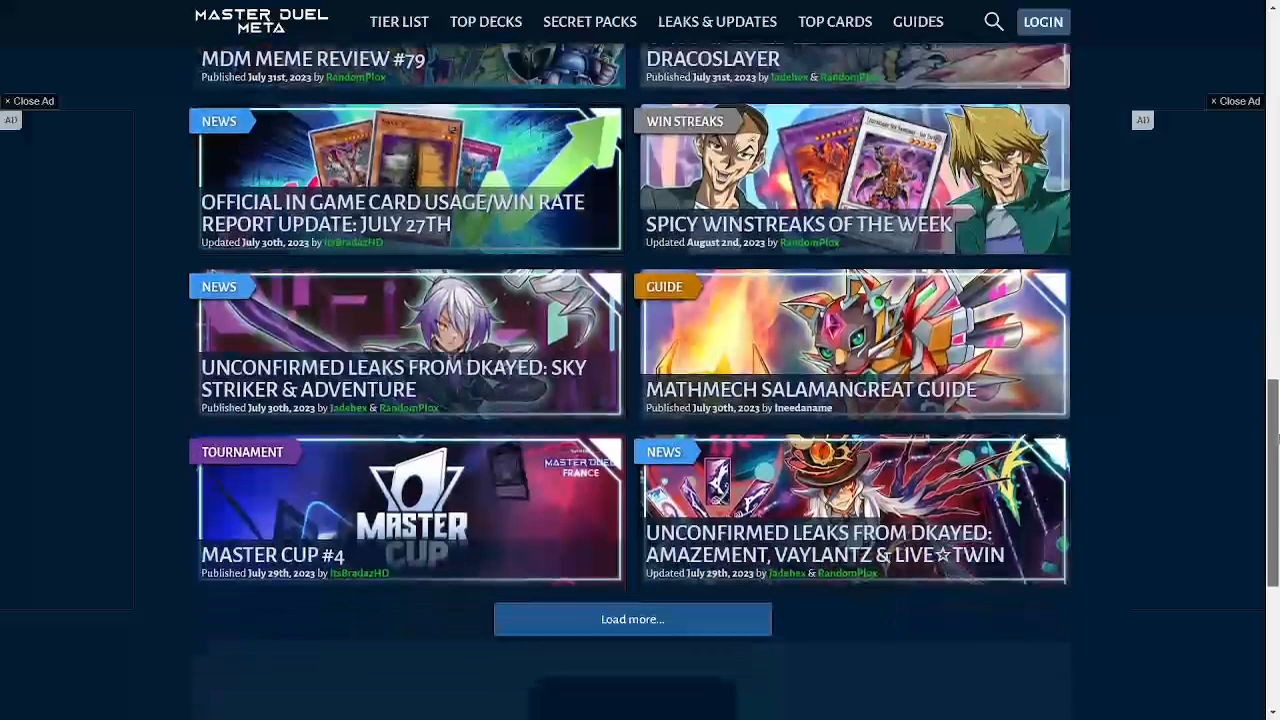 MASTER DUEL
META
TIER LIST
TOP DECKS
SECRET PACKS
LEAKS & UPDATES
TOP CARDS
GUIDES
LOGIN
MDM MEME REVIEW #79
Published July 31st, 2023 by RandomPlox
DRACOSLAYER
Published July 31st, 2023 by Jadehex & RandomPlox
× Close Ad
AD
× Close Ad
AD
NEWS
OFFICIAL IN GAME CARD USAGE/WIN RATE
REPORT UPDATE: JULY 27TH
Updated July 30th, 2023 by ItsBradazHD
WIN STREAKS
SPICY WINSTREAKS OF THE WEEK
Updated August 2nd, 2023 by RandomPlox
NEWS
UNCONFIRMED LEAKS FROM DKAYED: SKY
STRIKER & ADVENTURE
Published July 30th, 2023 by Jadehex & RandomPlox
GUIDE
MATHMECH SALAMANGREAT GUIDE
Published July 30th, 2023 by Ineedaname
TOURNAMENT
MASTER DUEL
FRANCE
MASTER
CUP
MASTER CUP #4
Published July 29th, 2023 by ItsBradazHD
NEWS
UNCONFIRMED LEAKS FROM DKAYED:
AMAZEMENT, VAYLANTZ & LIVE☆TWIN
Updated July 29th, 2023 by Jadehex & RandomPlox
Load more...